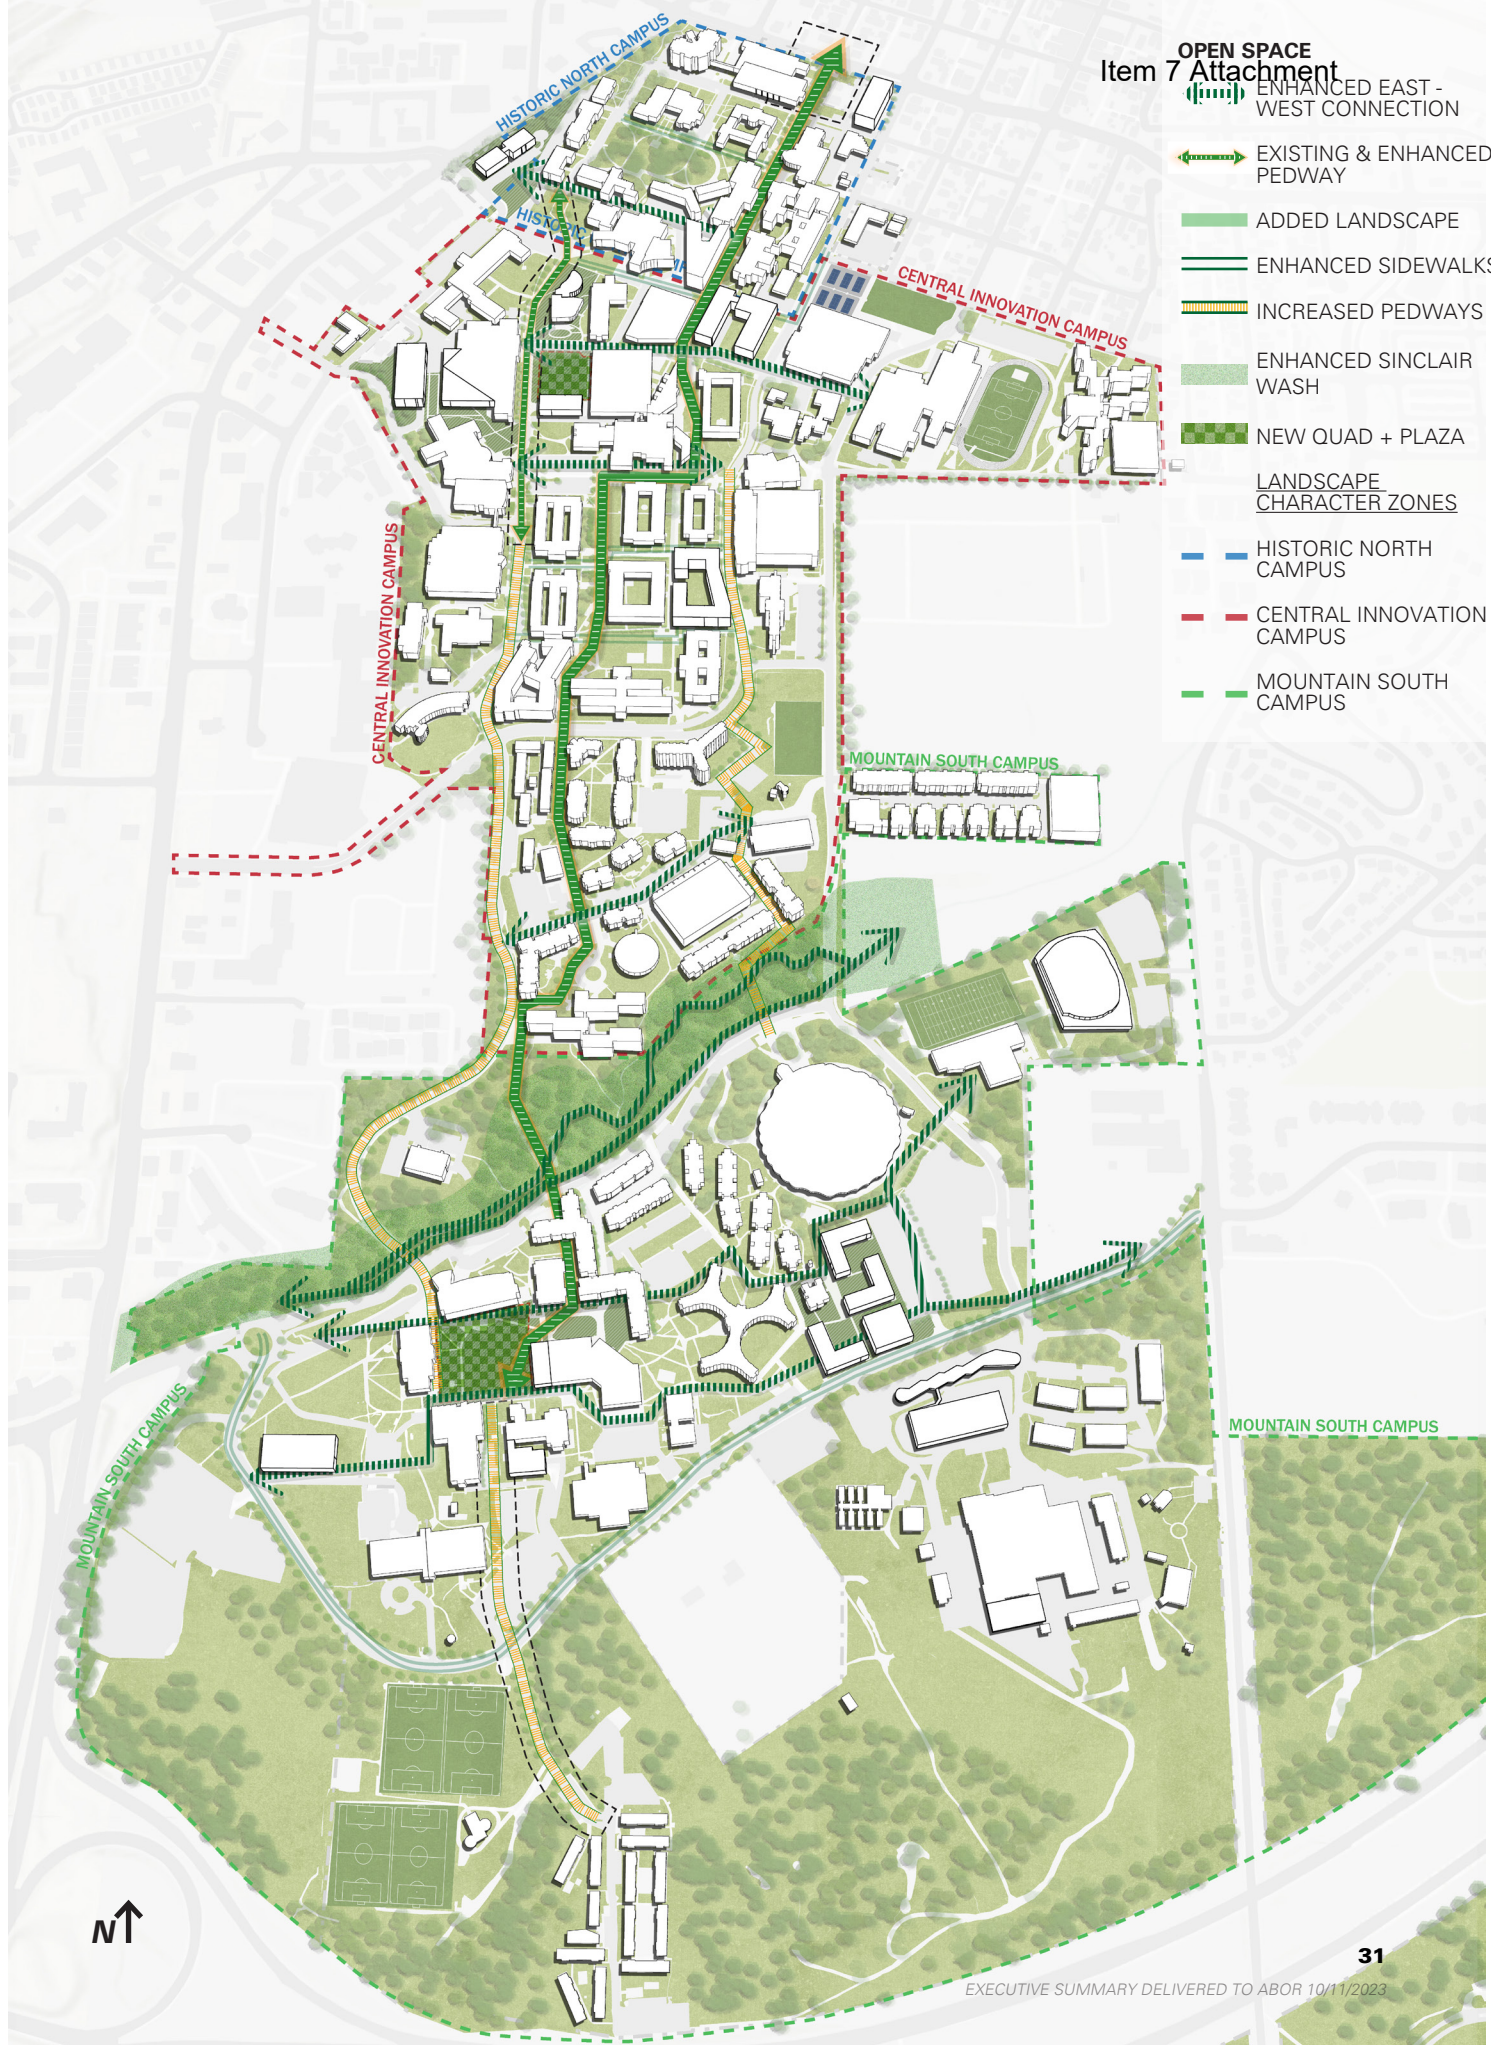 OPEN SPACE
Item 7 Attachment
ENHANCED EAST -
WEST CONNECTION
EXISTING & ENHANCED
PEDWAY
ADDED LANDSCAPE
ENHANCED SIDEWALKS
INCREASED PEDWAYS
ENHANCED SINCLAIR
WASH
NEW QUAD + PLAZA
LANDSCAPE
CHARACTER ZONES
HISTORIC NORTH
CAMPUS
CENTRAL INNOVATION
CAMPUS
MOUNTAIN SOUTH
CAMPUS
HISTORIC NORTH CAMPUS
HISTORIC
CENTRAL INNOVATION CAMPUS
CENTRAL INNOVATION CAMPUS
MOUNTAIN SOUTH CAMPUS
MOUNTAIN SOUTH CAMPUS
MOUNTAIN SOUTH CAMPUS
N
31
EXECUTIVE SUMMARY DELIVERED TO ABOR 10/11/2023